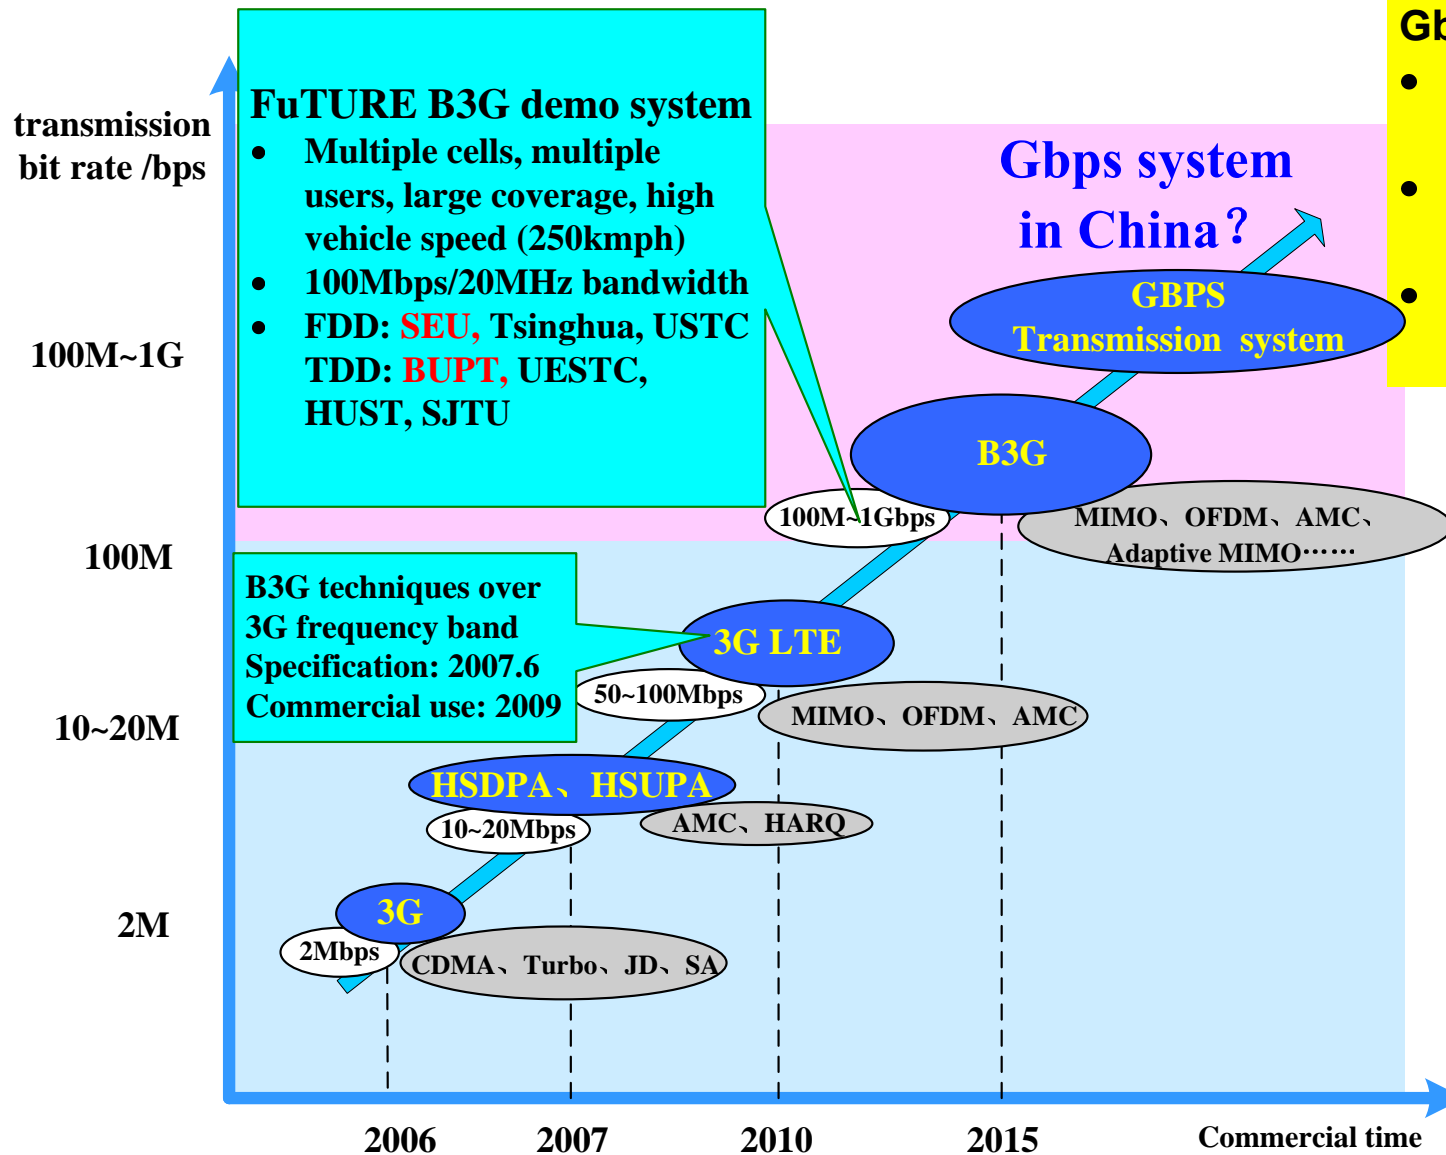 Gb
transmission
bit rate /bps
FuTURE B3G demo system
• Multiple cells, multiple
users, large coverage, high
vehicle speed (250kmph)
• 100Mbps/20MHz bandwidth
• FDD: SEU, Tsinghua, USTC
TDD: BUPT, UESTC,
HUST, SJTU
Gbps system
in China？
GBPS
Transmission system
100M~1G
B3G
100M~1Gbps
MIMO、OFDM、AMC、
Adaptive MIMO······
100M
B3G techniques over
3G frequency band
Specification: 2007.6
Commercial use: 2009
3G LTE
50~100Mbps
MIMO、OFDM、AMC
10~20M
HSDPA、HSUPA
10~20Mbps
AMC、HARQ
2M
3G
2Mbps
CDMA、Turbo、JD、SA
2006
2007
2010
2015
Commercial time